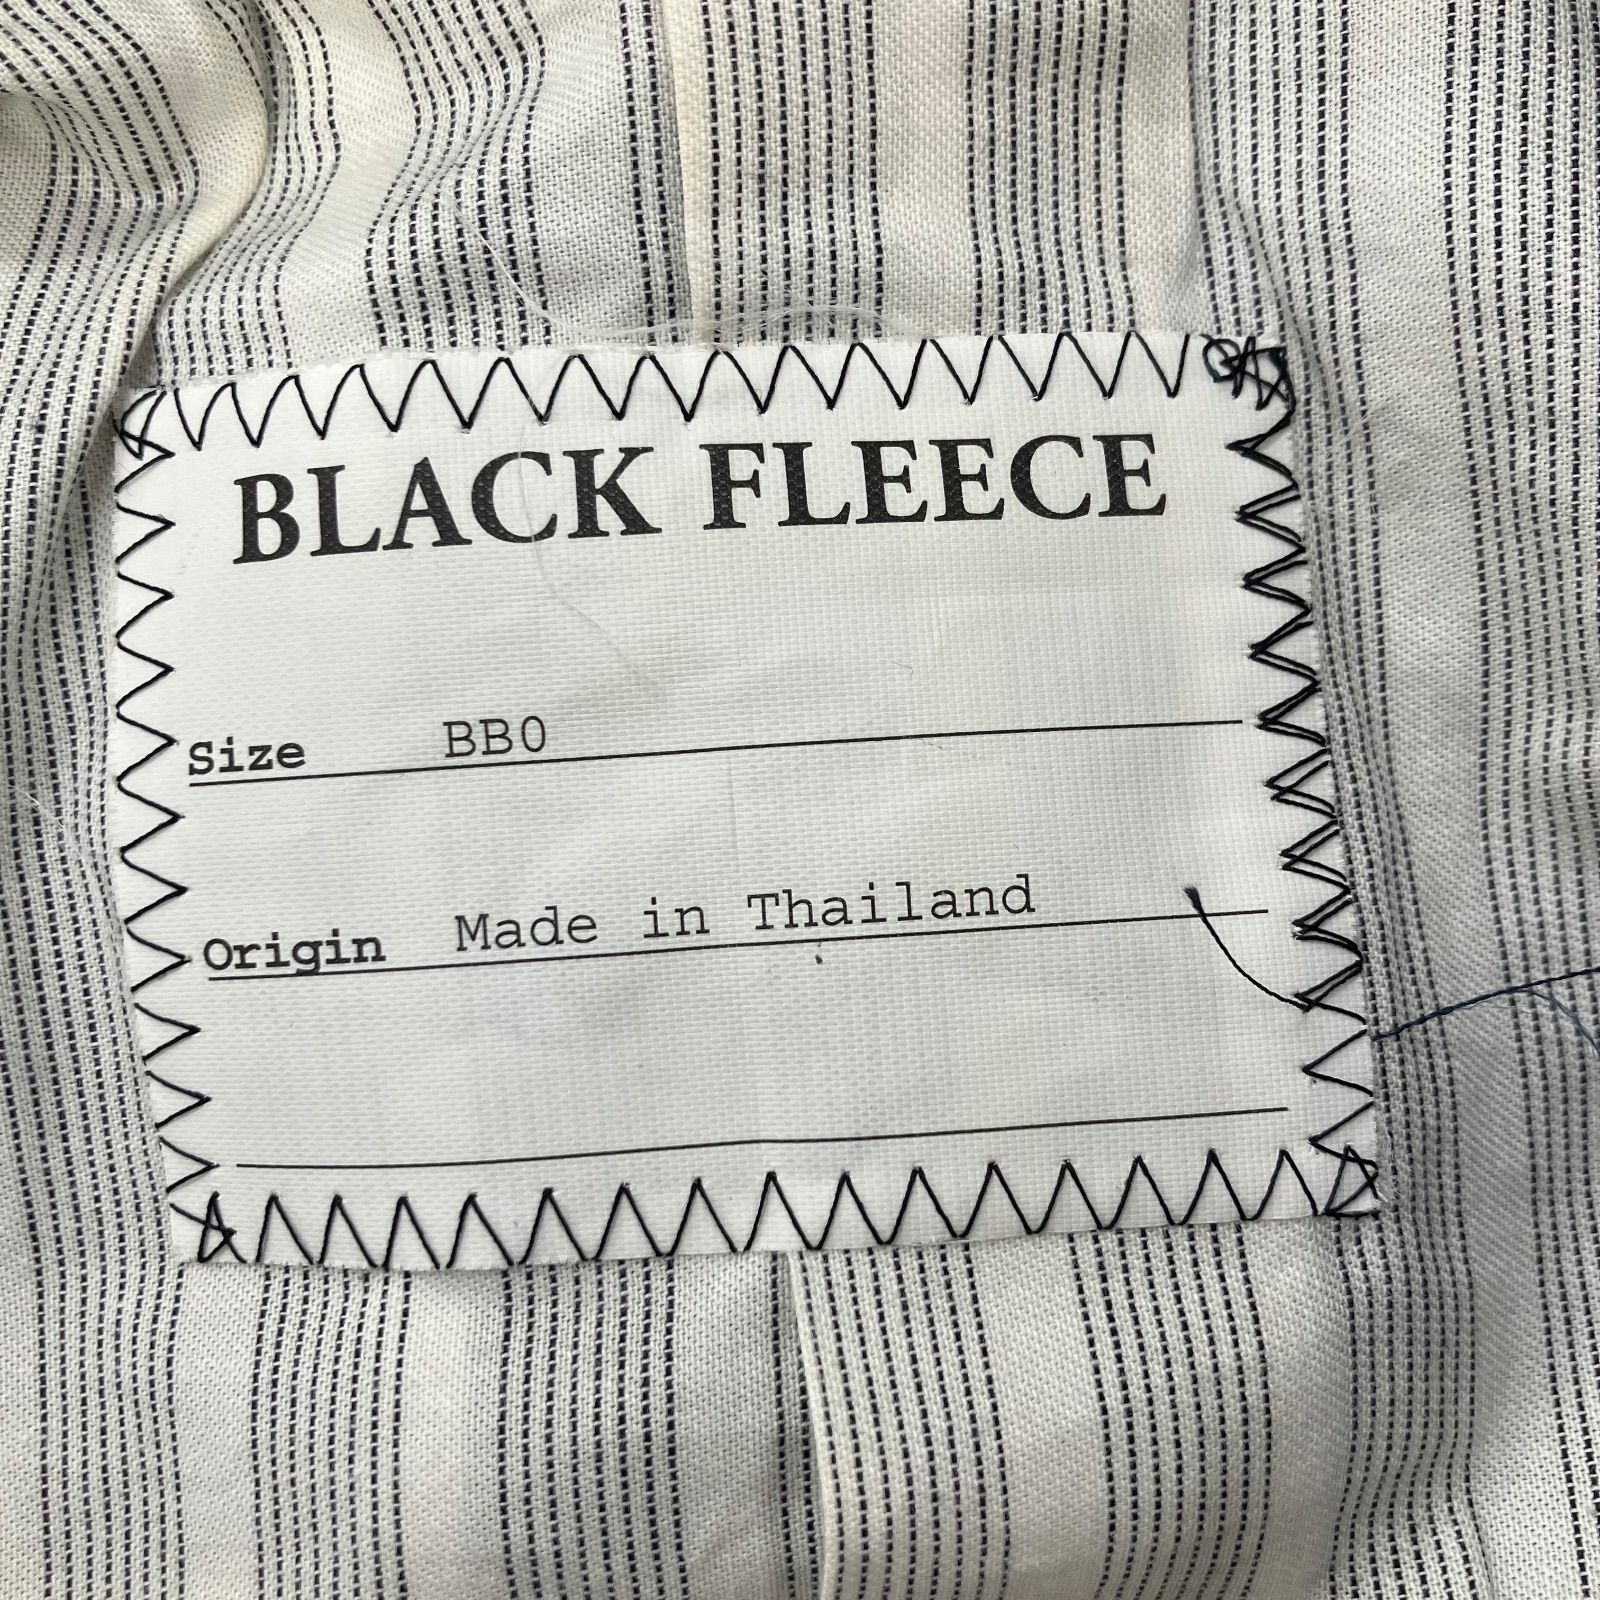 BLACK FLEECE
Size BB0
Origin Made in Thailand